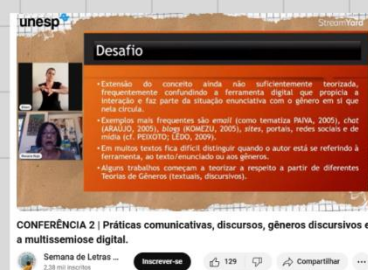 unesp
StreamYard
Desafio
•Extensão do conceito ainda não suficientemente teorizada,
frequentemente confundindo a ferramenta digital que propicia a
interação e faz parte da situação enunciativa com o gênero em si que
nela circula.
•Exemplos mais frequentes são email (como tematiza PAIVA, 2005), chat
(ARAÚJO, 2005), blogs (KOMEZU, 2005), sites, portais, redes sociais e de
mídia (cf. PEIXOTO; LÊDO, 2009).
•Em muitos textos fica difícil distinguir quando o autor está se referindo à
ferramenta, ao texto/enunciado ou aos gêneros.
•Alguns trabalhos começam a teorizar a respeito a partir de diferentes
Teorias de Gêneros (textuais, discursivos).
CONFERÊNCIA 2 | Práticas comunicativas, discursos, gêneros discursivos e
a multissemiose digital.
Semana de Letras ...
2,38 mil inscritos
Inscrever-se
129
Compartilhar